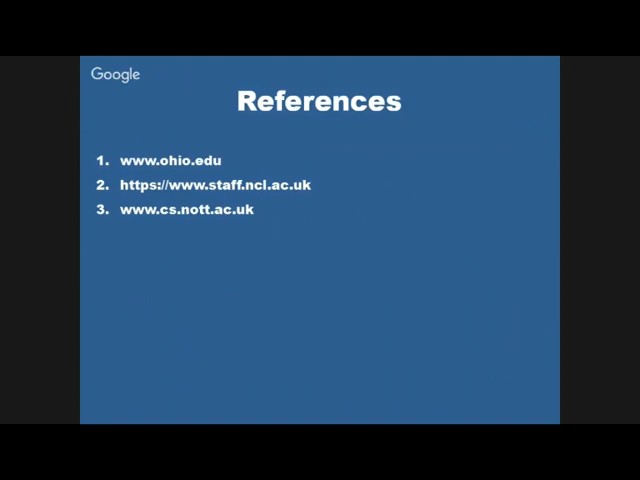 Google
References
1. www.ohio.edu
2. https://www.staff.ncl.ac.uk
3. www.cs.nott.ac.uk